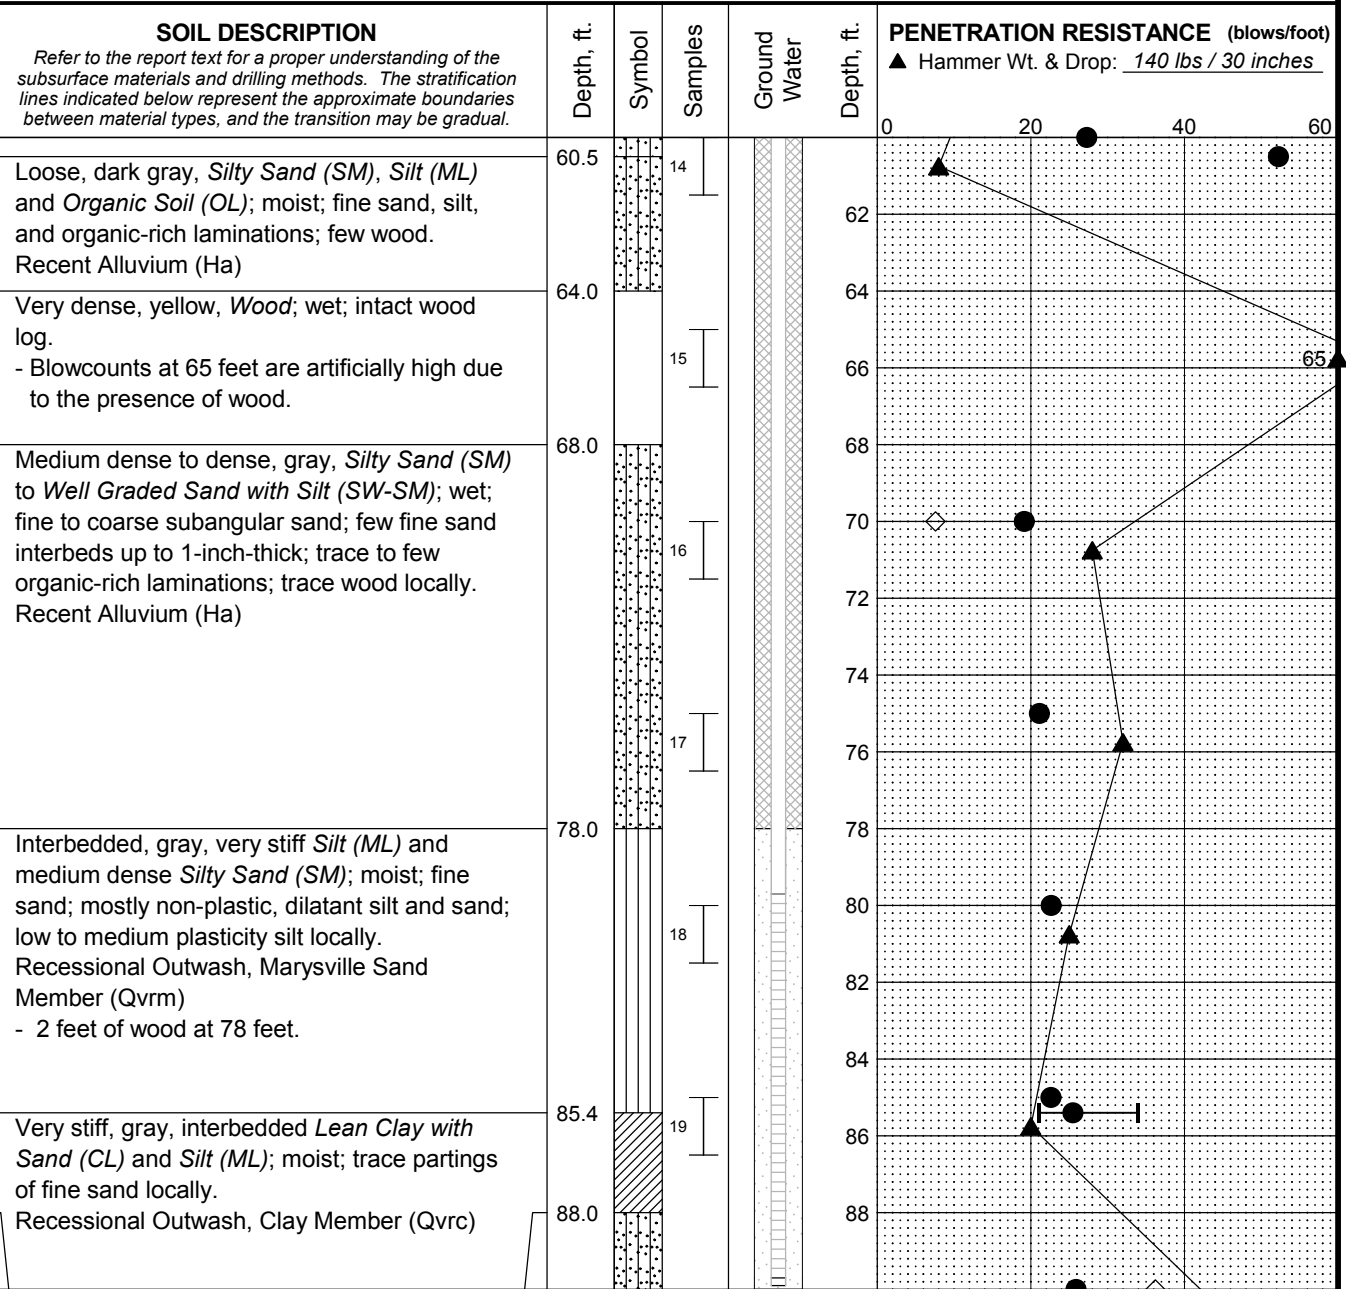 SOIL DESCRIPTION
Refer to the report text for a proper understanding of the
subsurface materials and drilling methods. The stratification
lines indicated below represent the approximate boundaries
between material types, and the transition may be gradual.
Depth, ft.
Symbol
Samples
Ground
Water
Depth, ft.
PENETRATION RESISTANCE (blows/foot)
▲ Hammer Wt. & Drop: 140 lbs / 30 inches
0 20 40 60
Loose, dark gray, Silty Sand (SM), Silt (ML)
and Organic Soil (OL); moist; fine sand, silt,
and organic-rich laminations; few wood.
Recent Alluvium (Ha)
Very dense, yellow, Wood; wet; intact wood
log.
- Blowcounts at 65 feet are artificially high due
to the presence of wood.
Medium dense to dense, gray, Silty Sand (SM)
to Well Graded Sand with Silt (SW-SM); wet;
fine to coarse subangular sand; few fine sand
interbeds up to 1-inch-thick; trace to few
organic-rich laminations; trace wood locally.
Recent Alluvium (Ha)
Interbedded, gray, very stiff Silt (ML) and
medium dense Silty Sand (SM); moist; fine
sand; mostly non-plastic, dilatant silt and sand;
low to medium plasticity silt locally.
Recessional Outwash, Marysville Sand
Member (Qvrm)
- 2 feet of wood at 78 feet.
Very stiff, gray, interbedded Lean Clay with
Sand (CL) and Silt (ML); moist; trace partings
of fine sand locally.
Recessional Outwash, Clay Member (Qvrc)
60.5
64.0
68.0
78.0
85.4
88.0
14
15
16
17
18
19
62
64
66
68
70
72
74
76
78
80
82
84
86
88
65